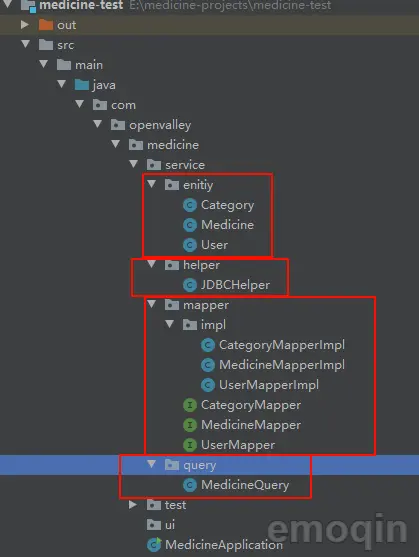 medicine-test E:\medicine-projects\medicine-test
out
src
main
java
com
openvalley
medicine
service
enitiy
Category
Medicine
User
helper
JDBCHelper
mapper
impl
CategoryMapperImpl
MedicineMapperImpl
UserMapperImpl
CategoryMapper
MedicineMapper
UserMapper
query
MedicineQuery
test
ui
MedicineApplication
emoqin